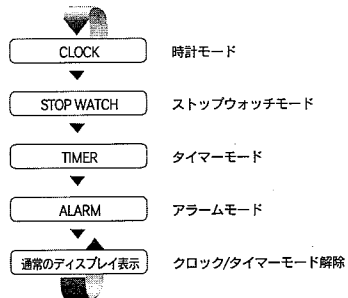 CLOCK 時計モード
STOP WATCH ストップウォッチモード
TIMER タイマーモード
ALARM アラームモード
通常のディスプレイ表示 クロック/タイマーモード解除